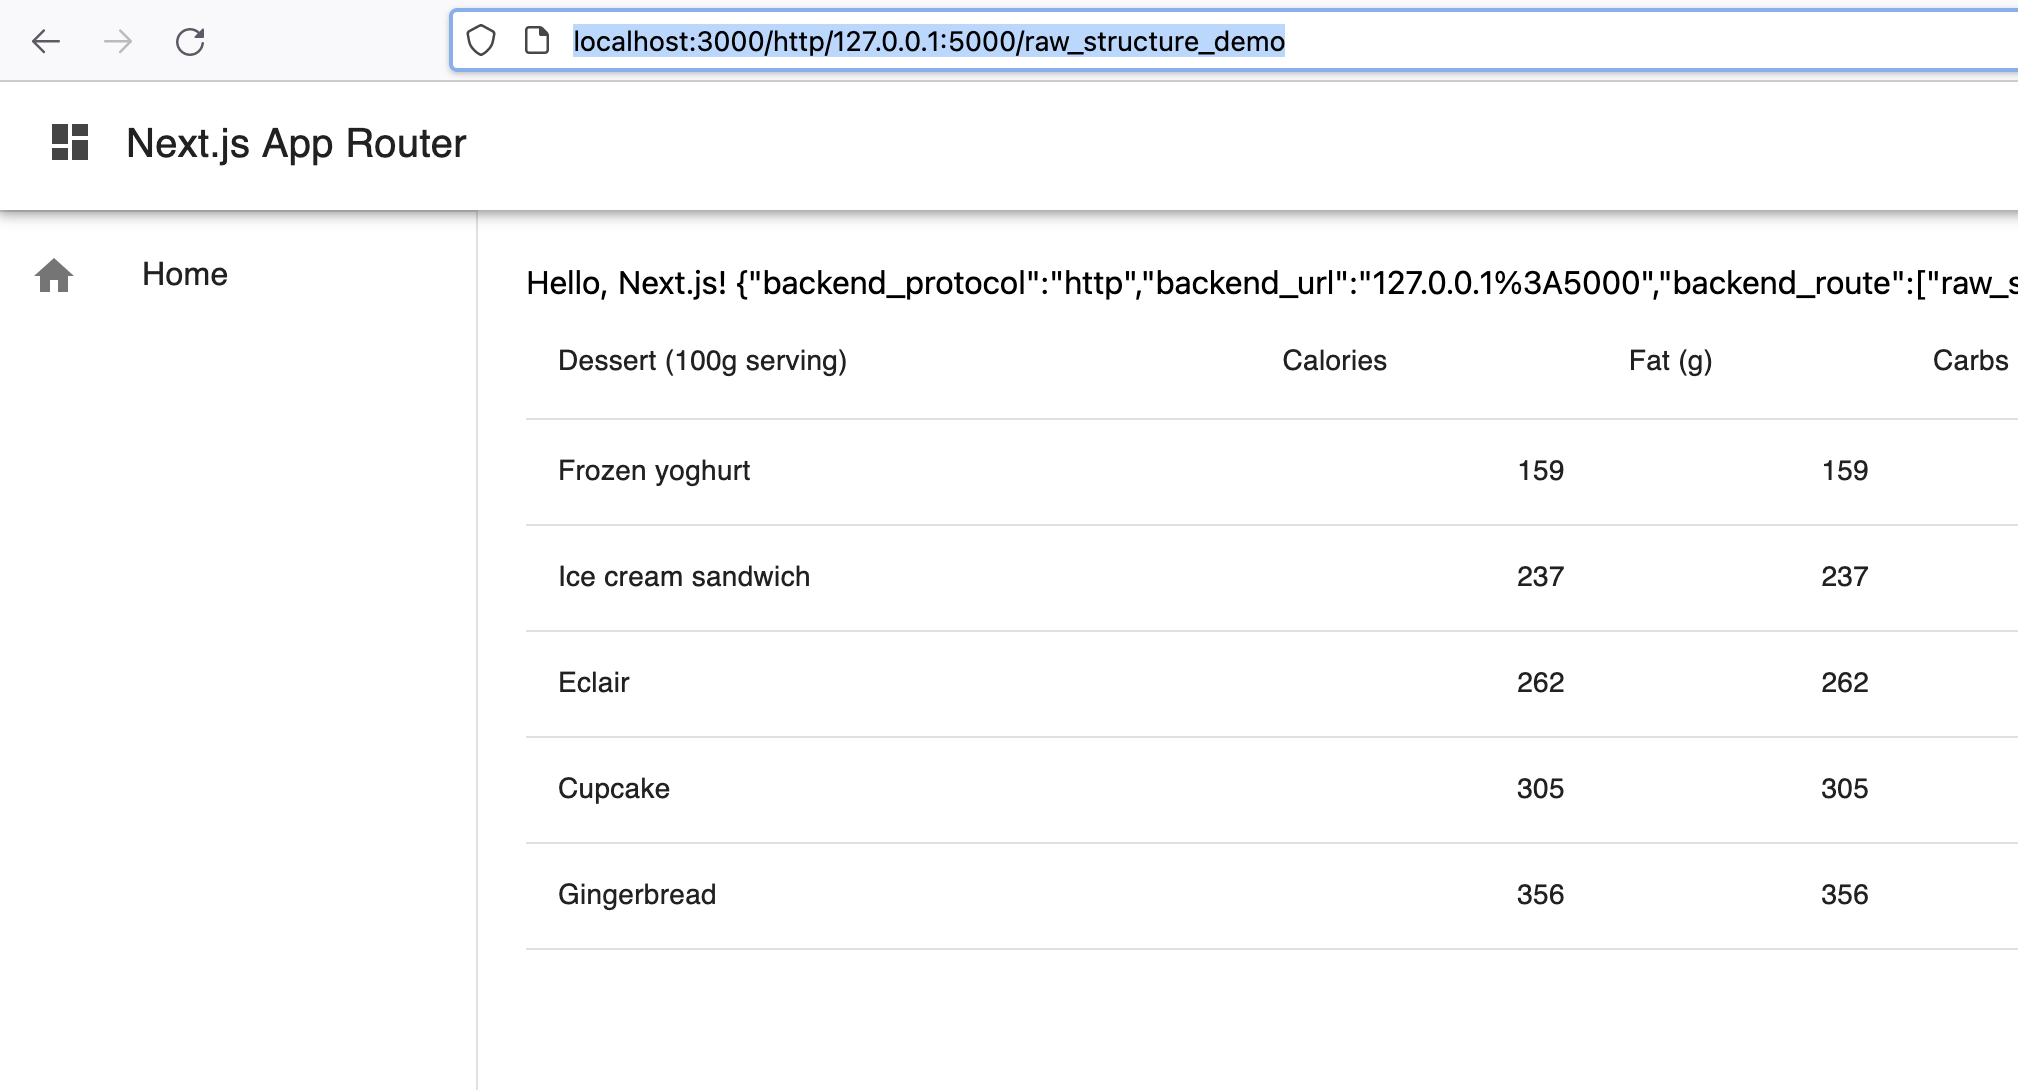 localhost:3000/http/127.0.0.1:5000/raw_structure_demo
Next.js App Router
Home
Hello, Next.js! {"backend_protocol":"http","backend_url":"127.0.0.1%3A5000","backend_route":["raw_s
Dessert (100g serving) Calories Fat (g) Carbs
Frozen yoghurt 159 159
Ice cream sandwich 237 237
Eclair 262 262
Cupcake 305 305
Gingerbread 356 356